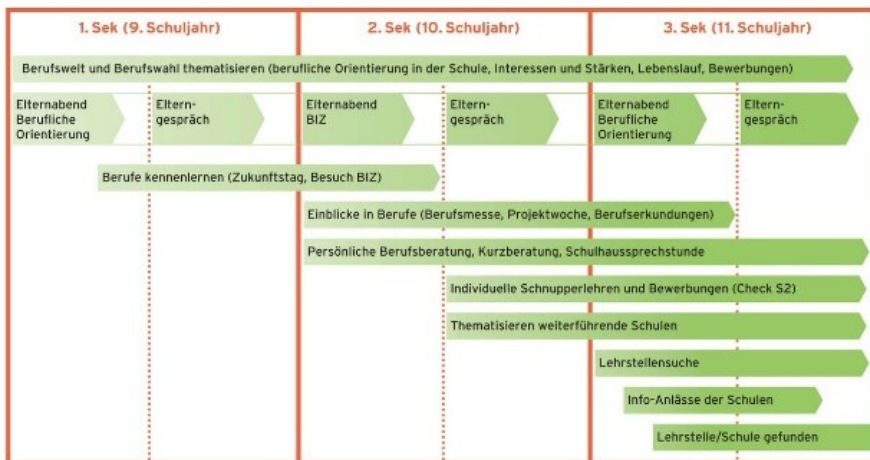 1. Sek (9. Schuljahr)
2. Sek (10. Schuljahr)
3. Sek (11. Schuljahr)
Berufswelt und Berufswahl thematisieren (berufliche Orientierung in der Schule, Interessen und Stärken, Lebenslauf, Bewerbungen)
Elternabend
Berufliche
Orientierung
Eltern-
gespräch
Elternabend
BIZ
Eltern-
gespräch
Elternabend
Berufliche
Orientierung
Eltern-
gespräch
Berufe kennenlernen (Zukunftstag, Besuch BIZ)
Einblicke in Berufe (Berufsmesse, Projektwoche, Berufserkundungen)
Persönliche Berufsberatung, Kurzberatung, Schulhaussprechstunde
Individuelle Schnupperlehren und Bewerbungen (Check S2)
Thematisieren weiterführende Schulen
Lehrstellensuche
Info-Anlässe der Schulen
Lehrstelle/Schule gefunden